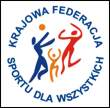 KRAJOWA FEDERACJA
SPORTU DLA WSZYSTKICH